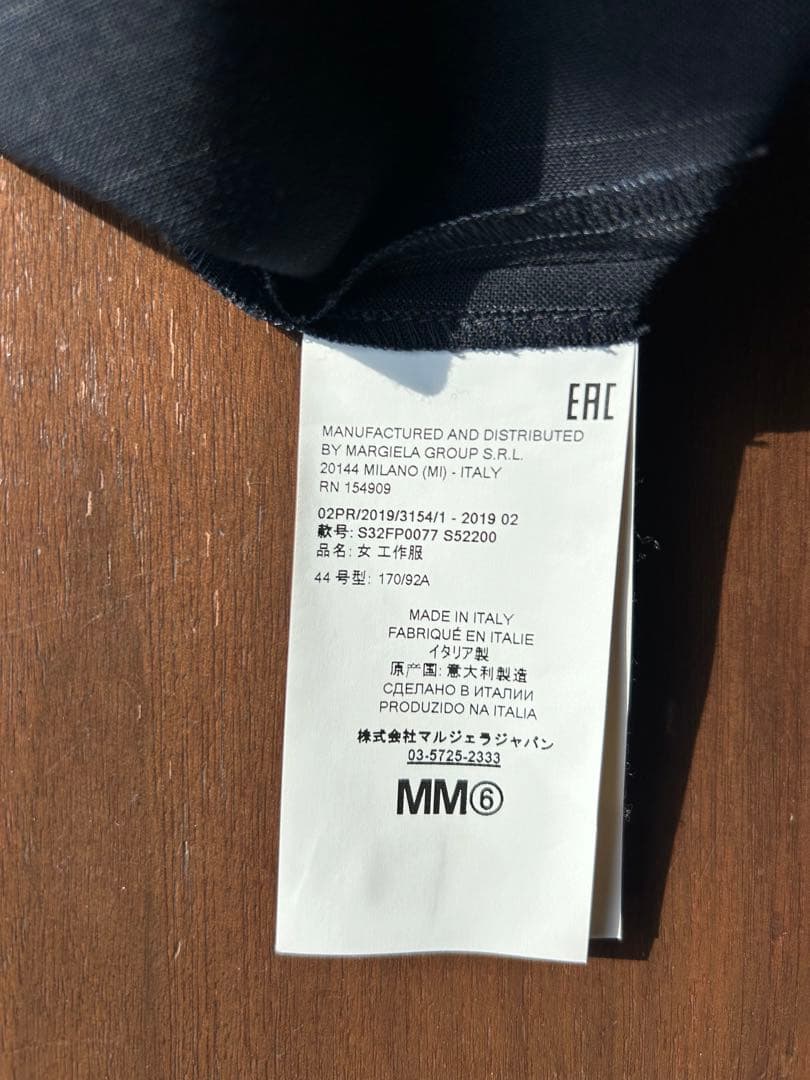 EAC
MANUFACTURED AND DISTRIBUTED
BY MARGIELA GROUP S.R.L.
20144 MILANO (MI) - ITALY
RN 154909
02PR/2019/3154/1 - 2019 02
款号: S32FP0077 S52200
品名: 女 工作服
44 号型: 170/92A
MADE IN ITALY
FABRIQUÉ EN ITALIE
イタリア製
原产国: 意大利製造
СДЕЛАНО В ИТАЛИИ
PRODUZIDO NA ITALIA
株式会社マルジェラジャパン
03-5725-2333
MM⑥